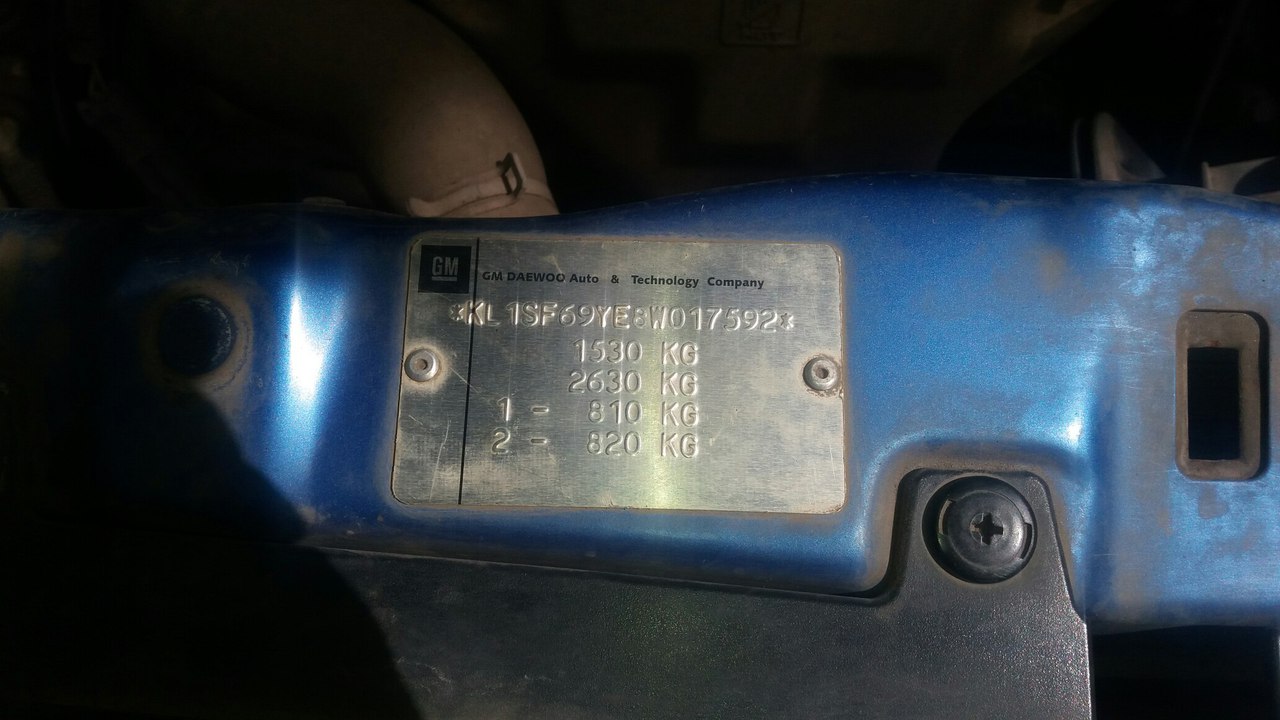 GM
GM DAEWOO Auto & Technology Company
*KL1SF69YE8W017592*
1530 KG
2630 KG
1 - 810 KG
2 - 820 KG